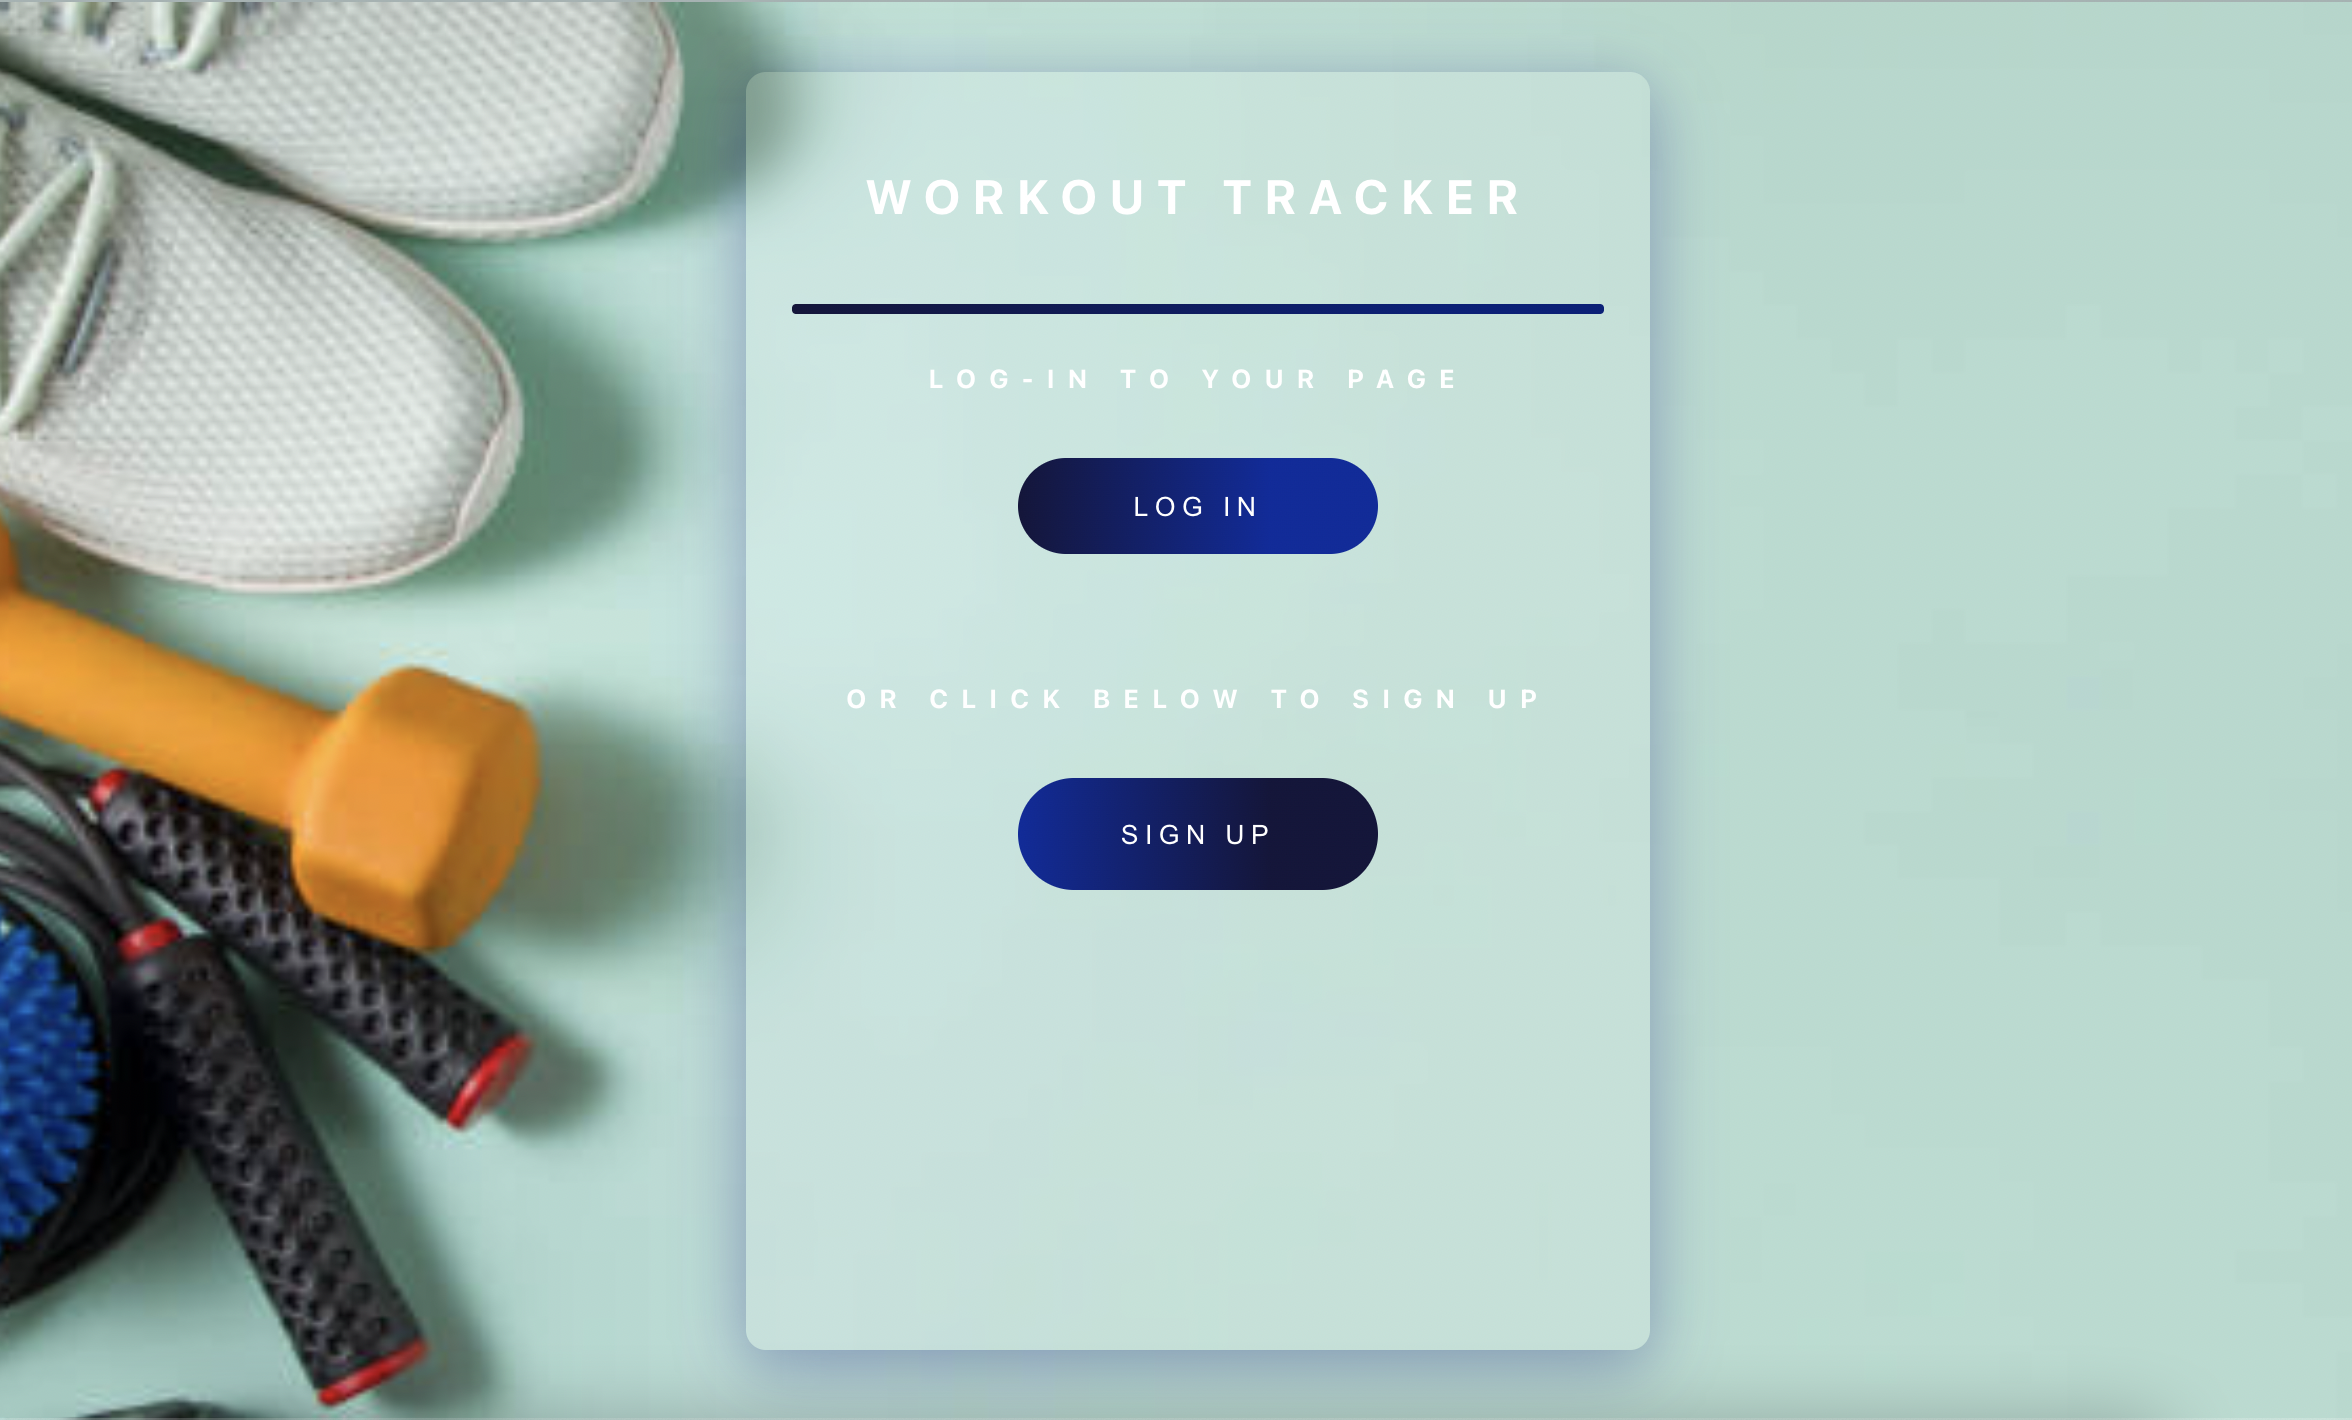 WORKOUT TRACKER
LOG-IN TO YOUR PAGE
LOG IN
OR CLICK BELOW TO SIGN UP
SIGN UP